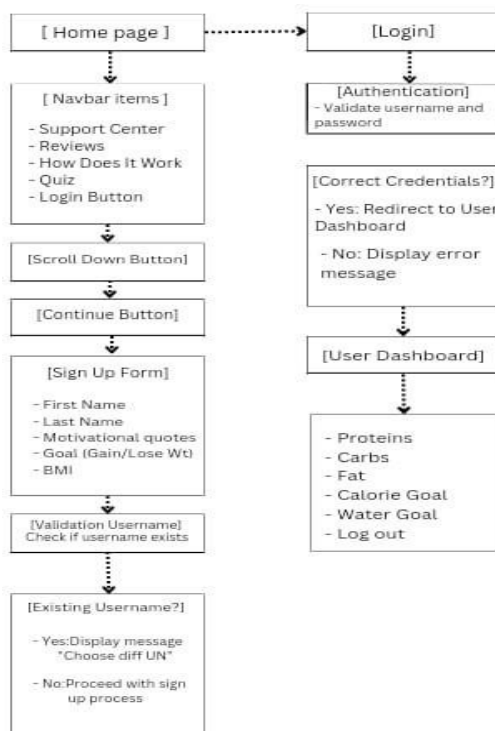 [ Home page ]
[ Navbar items ]
- Support Center
- Reviews
- How Does It Work
- Quiz
- Login Button
[Scroll Down Button]
[Continue Button]
[Sign Up Form]
- First Name
- Last Name
- Motivational quotes
- Goal (Gain/Lose Wt)
- BMI
[Validation Username]
Check if username exists
[Existing Username?]
- Yes:Display message
"Choose diff UN"
- No:Proceed with sign
up process
[Login]
[Authentication]
- Validate username and
password
[Correct Credentials?]
- Yes: Redirect to User
Dashboard
- No: Display error
message
[User Dashboard]
- Proteins
- Carbs
- Fat
- Calorie Goal
- Water Goal
- Log out